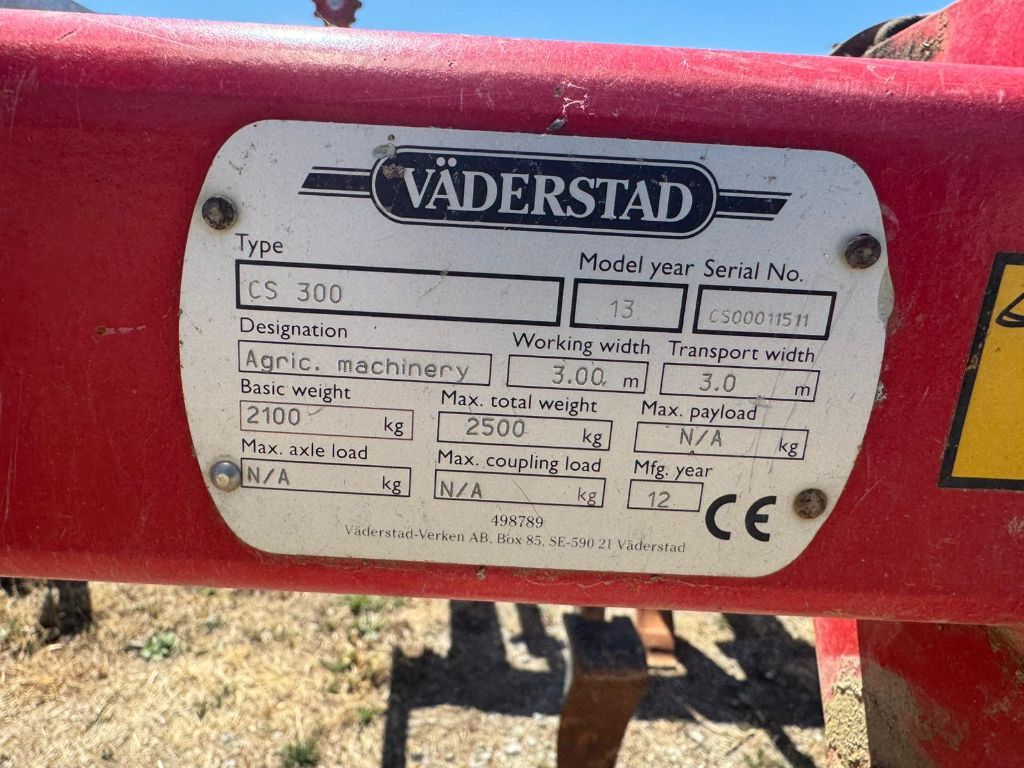 VÄDERSTAD
Type Model year Serial No.
CS 300 13 CS00011511
Designation Working width Transport width
Agric. machinery 3.00 m 3.0 m
Basic weight Max. total weight Max. payload
2100 kg 2500 kg N/A kg
Max. axle load Max. coupling load Mfg. year
N/A kg N/A kg 12 CE
498789
Väderstad-Verken AB, Box 85, SE-590 21 Väderstad